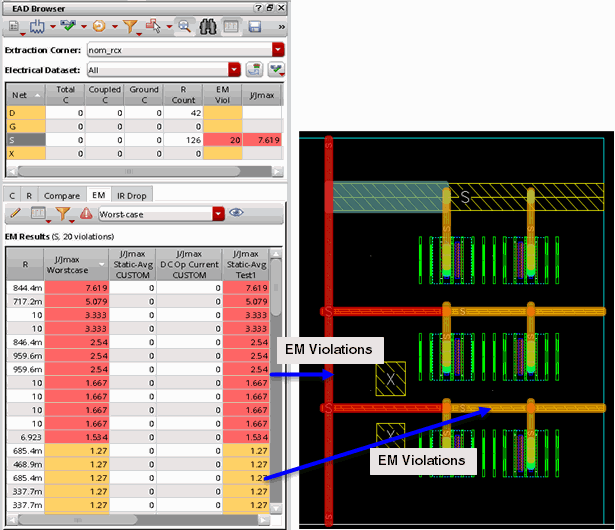 EAD Browser
Extraction Corner: nom_rcx
Electrical Dataset: All
Net Total C Coupled C Ground C R Count EM Viol J/Jmax
D 0 0 0 42
G 0 0 0 0
S 0 0 0 126 20 7.619
X 0 0 0 0
C R Compare EM IR Drop
Worst-case
EM Results (S, 20 violations)
R J/Jmax Worstcase J/Jmax Static-Avg CUSTOM J/Jmax DC Op Current CUSTOM J/Jmax Static-Avg Test1
844.4m 7.619 0 0 7.619
717.2m 5.079 0 0 5.079
10 3.333 0 0 3.333
10 3.333 0 0 3.333
846.4m 2.54 0 0 2.54
959.6m 2.54 0 0 2.54
959.6m 2.54 0 0 2.54
10 1.667 0 0 1.667
10 1.667 0 0 1.667
10 1.667 0 0 1.667
10 1.667 0 0 1.667
6.923 1.534 0 0 1.534
685.4m 1.27 0 0 1.27
468.9m 1.27 0 0 1.27
685.4m 1.27 0 0 1.27
337.7m 1.27 0 0 1.27
337.7m 1.27 0 0 1.27
S
S
S
S
EM Violations
X
S
S
X
EM Violations
S